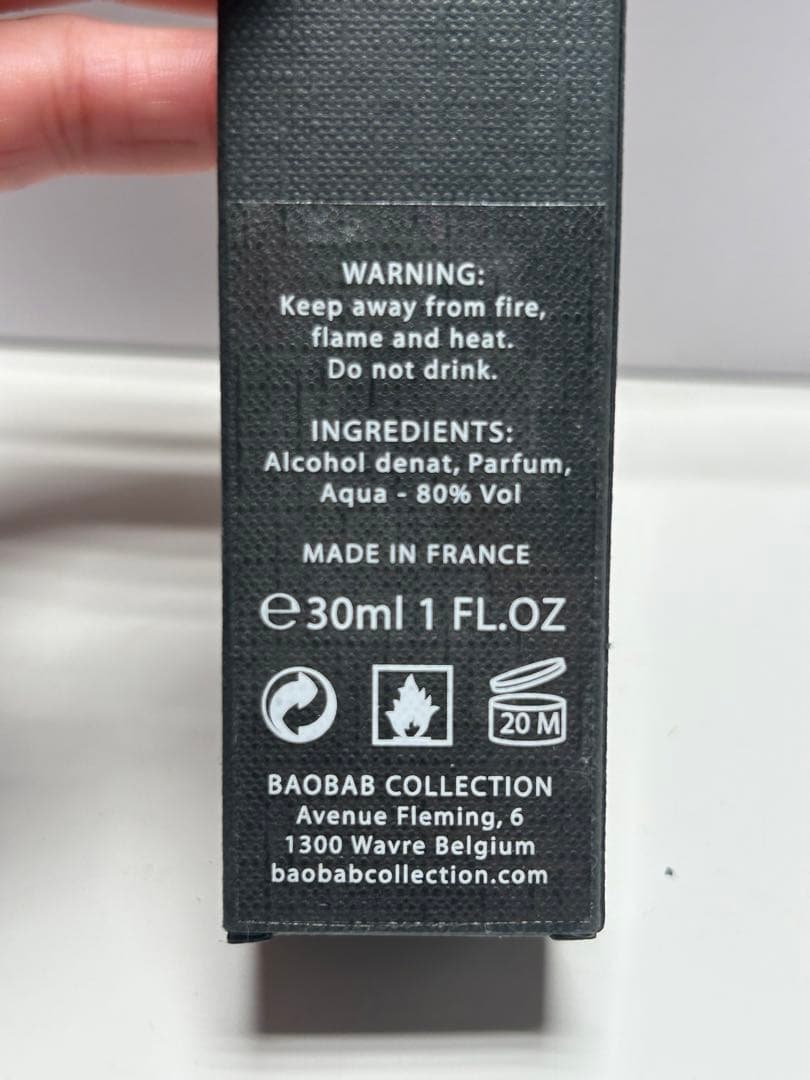 WARNING:
Keep away from fire,
flame and heat.
Do not drink.
INGREDIENTS:
Alcohol denat, Parfum,
Aqua - 80% Vol
MADE IN FRANCE
℮30ml 1 FL.OZ
20 M
BAOBAB COLLECTION
Avenue Fleming, 6
1300 Wavre Belgium
baobabcollection.com